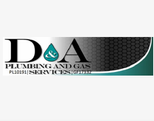 D&A
PLUMBING AND GAS
SERVICES